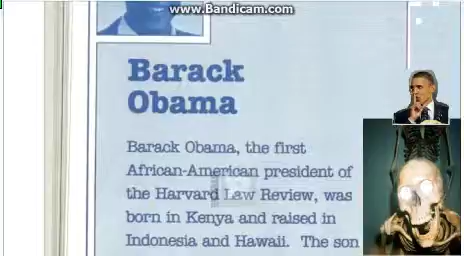 www.Bandicam.com
Barack
Obama
Barack Obama, the first
African-American president of
the Harvard Law Review, was
born in Kenya and raised in
Indonesia and Hawaii. The son